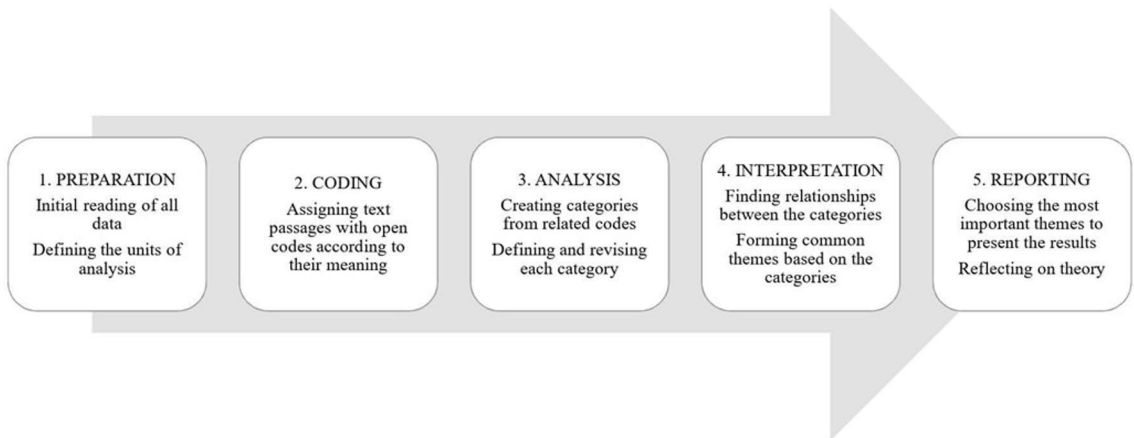 1. PREPARATION
Initial reading of all
data
Defining the units of
analysis
2. CODING
Assigning text
passages with open
codes according to
their meaning
3. ANALYSIS
Creating categories
from related codes
Defining and revising
each category
4. INTERPRETATION
Finding relationships
between the categories
Forming common
themes based on the
categories
5. REPORTING
Choosing the most
important themes to
present the results
Reflecting on theory